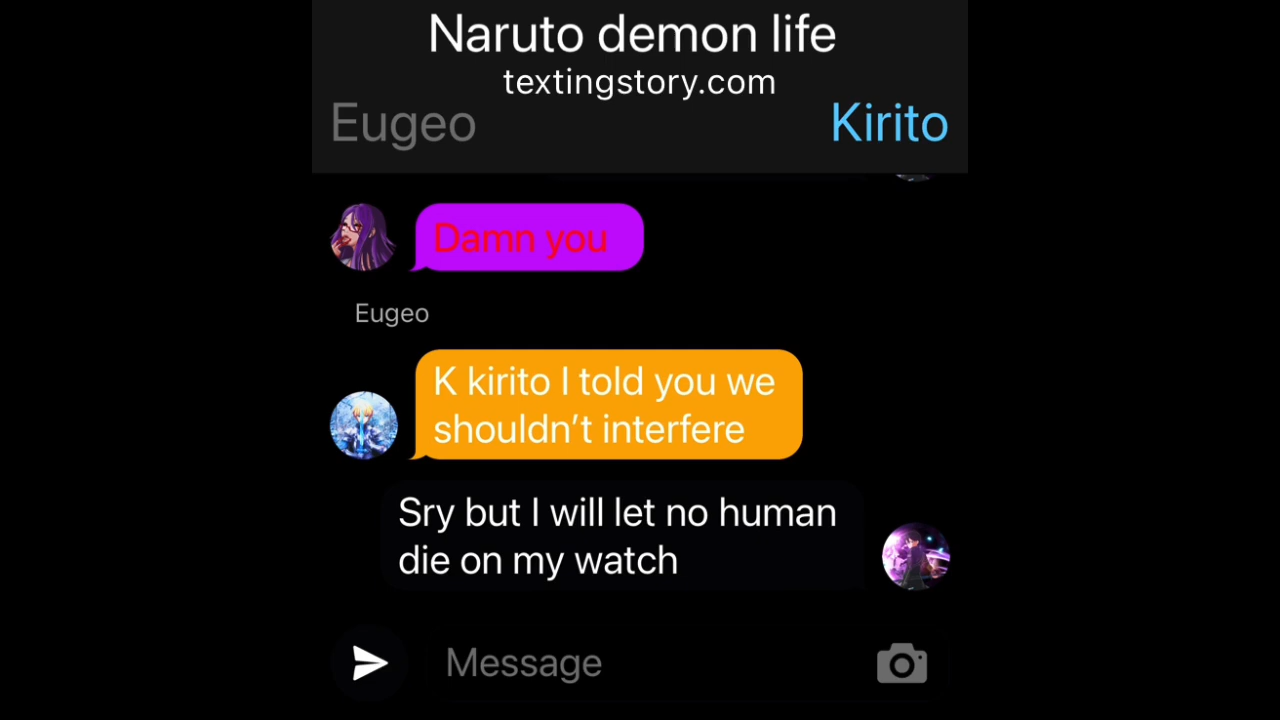 Naruto demon life
textingstory.com
Eugeo
Kirito
Damn you
Eugeo
K kirito I told you we
shouldn’t interfere
Sry but I will let no human
die on my watch
Message